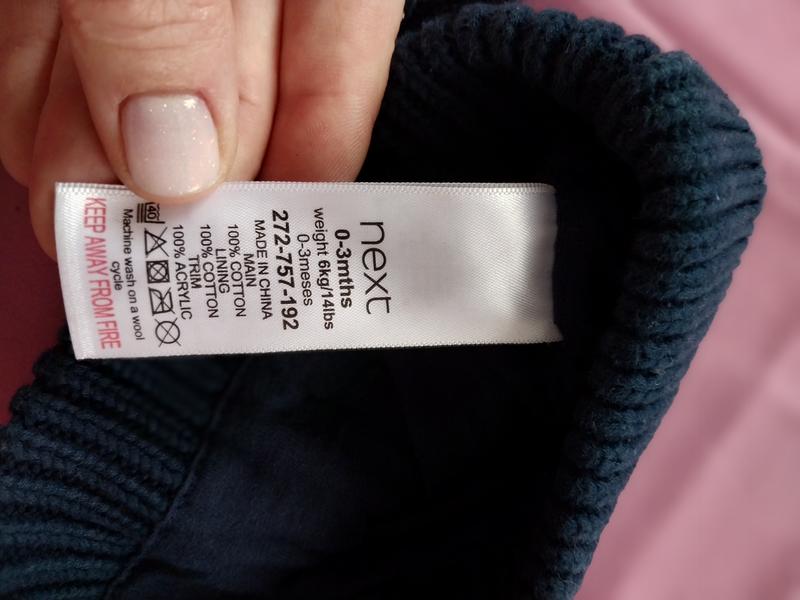 next
0-3mths
weight 6kg/14lbs
0-3meses
272-757-192
MADE IN CHINA
MAIN
100% COTTON
LINING
100% COTTON
TRIM
100% ACRYLIC
40
Machine wash on a wool
cycle
KEEP AWAY FROM FIRE